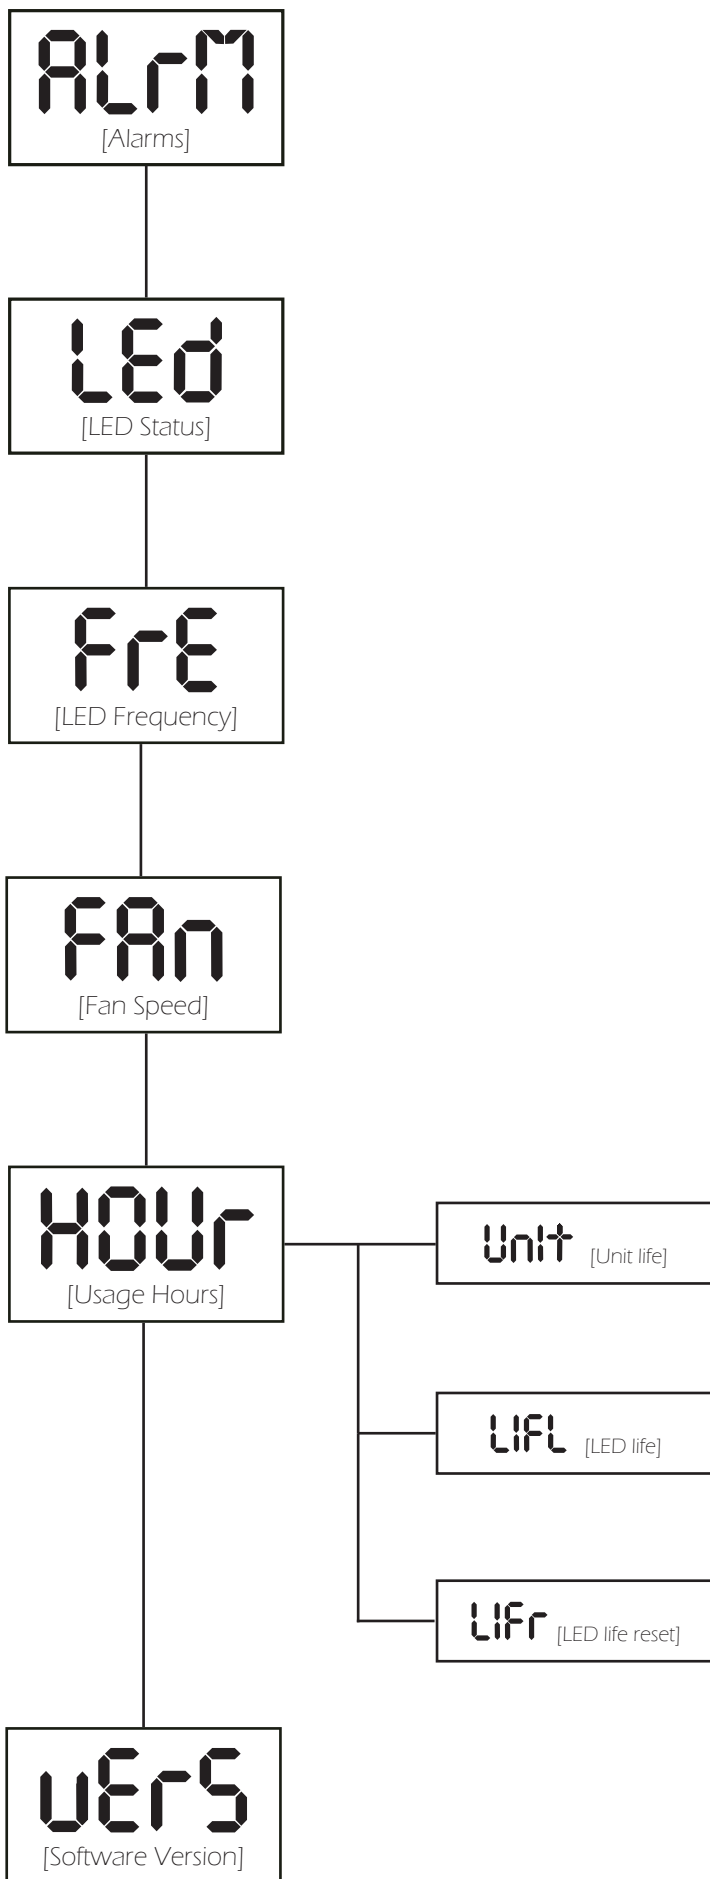 ALrM
[Alarms]
LEd
[LED Status]
FrE
[LED Frequency]
FAn
[Fan Speed]
HOUr
[Usage Hours]
UnIt [Unit life]
LIFL [LED life]
LIFr [LED life reset]
vErS
[Software Version]